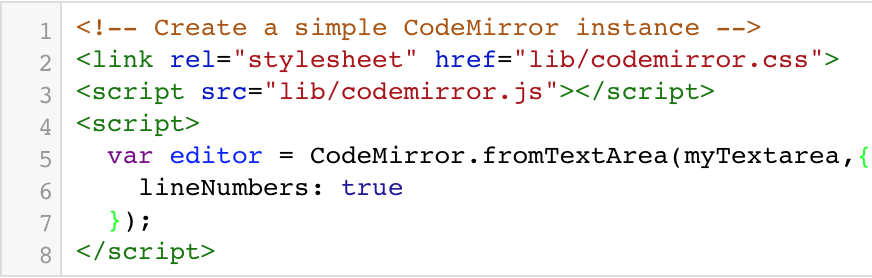 1 <!-- Create a simple CodeMirror instance -->
2 <link rel="stylesheet" href="lib/codemirror.css">
3 <script src="lib/codemirror.js"></script>
4 <script>
5   var editor = CodeMirror.fromTextArea(myTextarea,{
6     lineNumbers: true
7   });
8 </script>